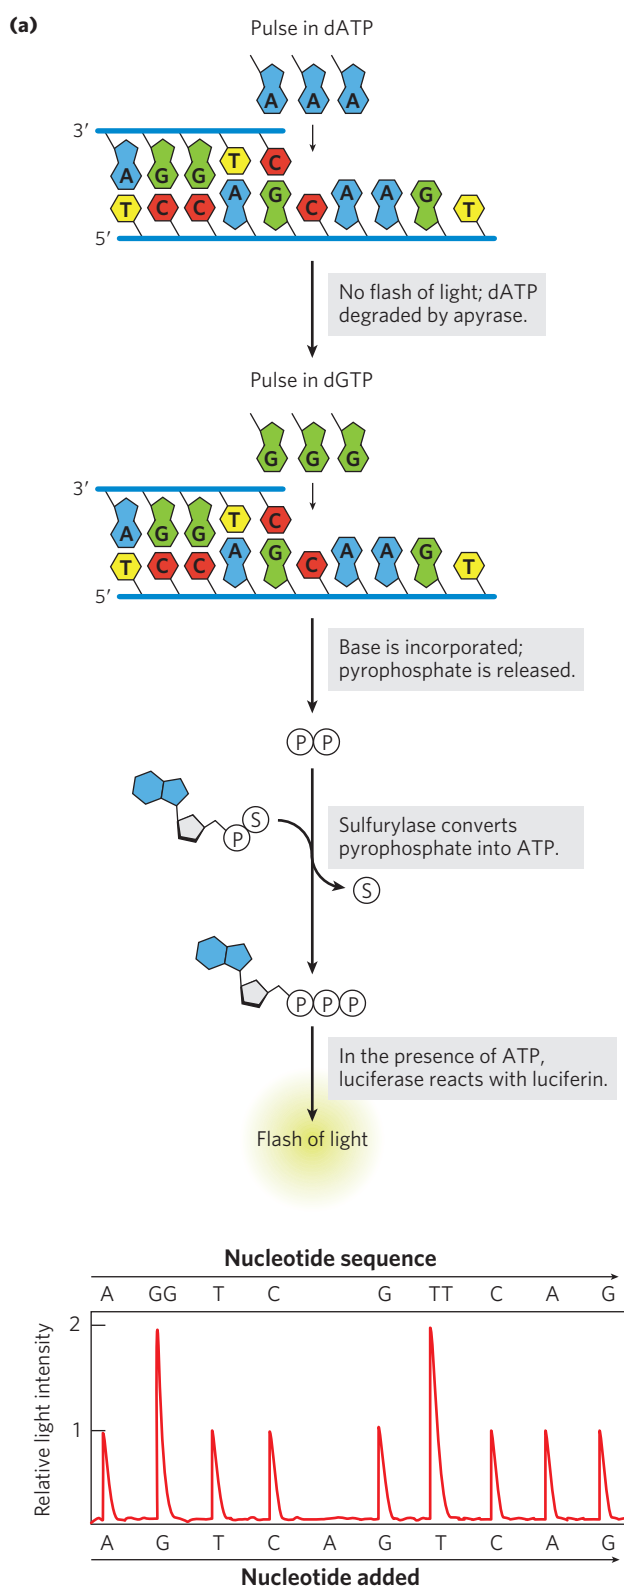 (a)
Pulse in dATP
A A A
3′
A G G T C
T C C A G C A A G T
5′
No flash of light; dATP
degraded by apyrase.
Pulse in dGTP
G G G
3′
A G G T C
T C C A G C A A G T
5′
Base is incorporated;
pyrophosphate is released.
P P
S
P
Sulfurylase converts
pyrophosphate into ATP.
S
P P P
In the presence of ATP,
luciferase reacts with luciferin.
Flash of light
Nucleotide sequence
A GG T C G TT C A G
2
1
Relative light intensity
A G T C A G T C A G
Nucleotide added